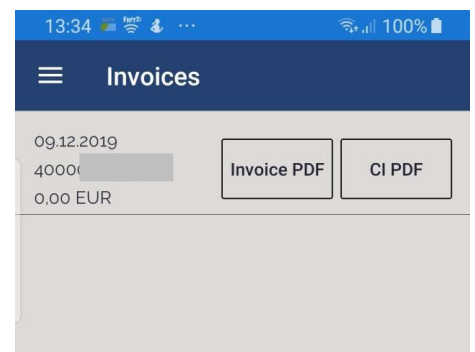 13:34 100%
Invoices
09.12.2019
4000
0,00 EUR
Invoice PDF
CI PDF